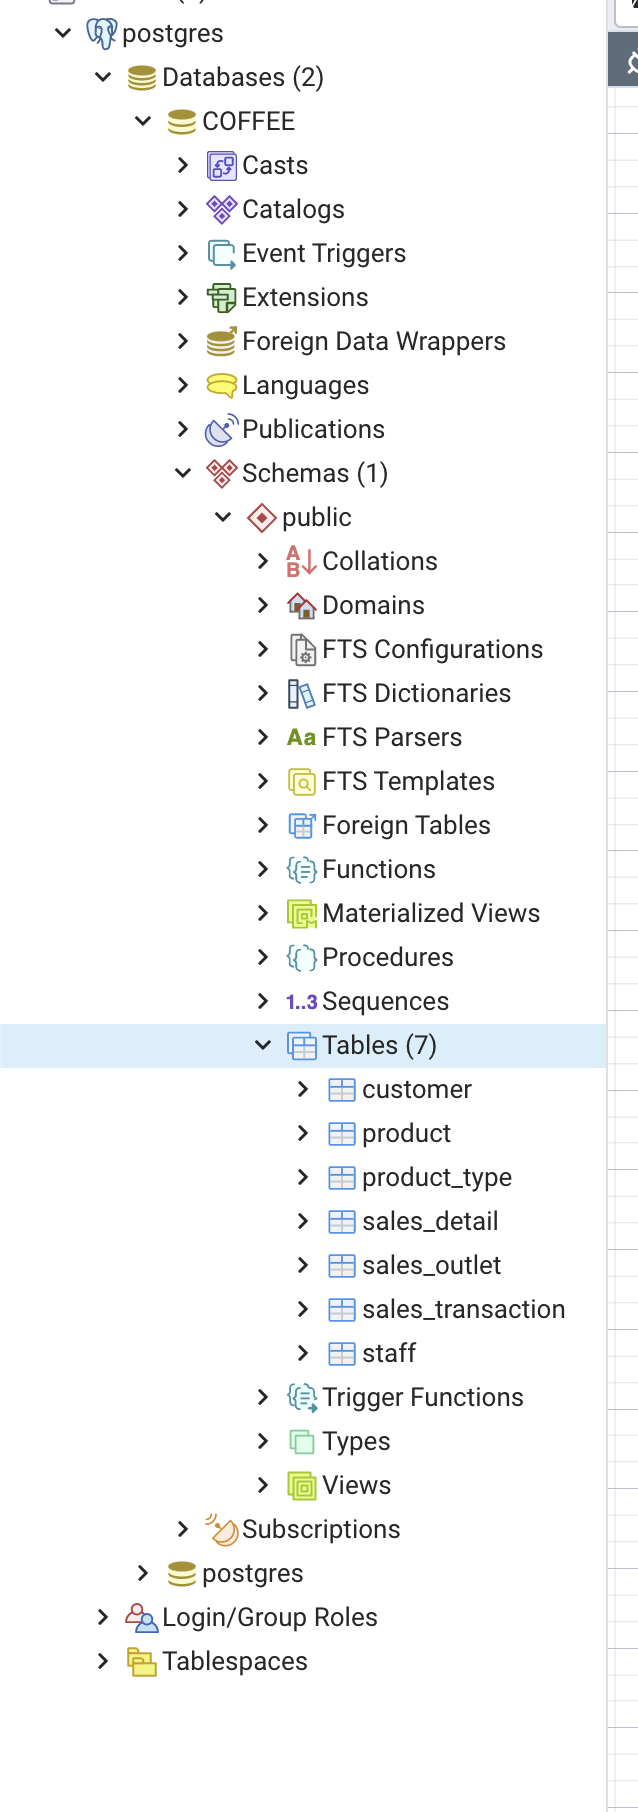 postgres
Databases (2)
COFFEE
Casts
Catalogs
Event Triggers
Extensions
Foreign Data Wrappers
Languages
Publications
Schemas (1)
public
Collations
Domains
FTS Configurations
FTS Dictionaries
Aa FTS Parsers
FTS Templates
Foreign Tables
Functions
Materialized Views
Procedures
1..3 Sequences
Tables (7)
customer
product
product_type
sales_detail
sales_outlet
sales_transaction
staff
Trigger Functions
Types
Views
Subscriptions
postgres
Login/Group Roles
Tablespaces